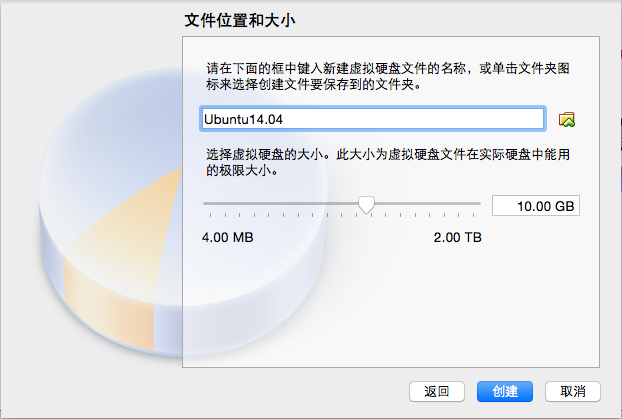 文件位置和大小
请在下面的框中键入新建虚拟硬盘文件的名称，或单击文件夹图
标来选择创建文件要保存到的文件夹。
Ubuntu14.04
选择虚拟硬盘的大小。此大小为虚拟硬盘文件在实际硬盘中能用
的极限大小。
10.00 GB
4.00 MB 2.00 TB
返回 创建 取消